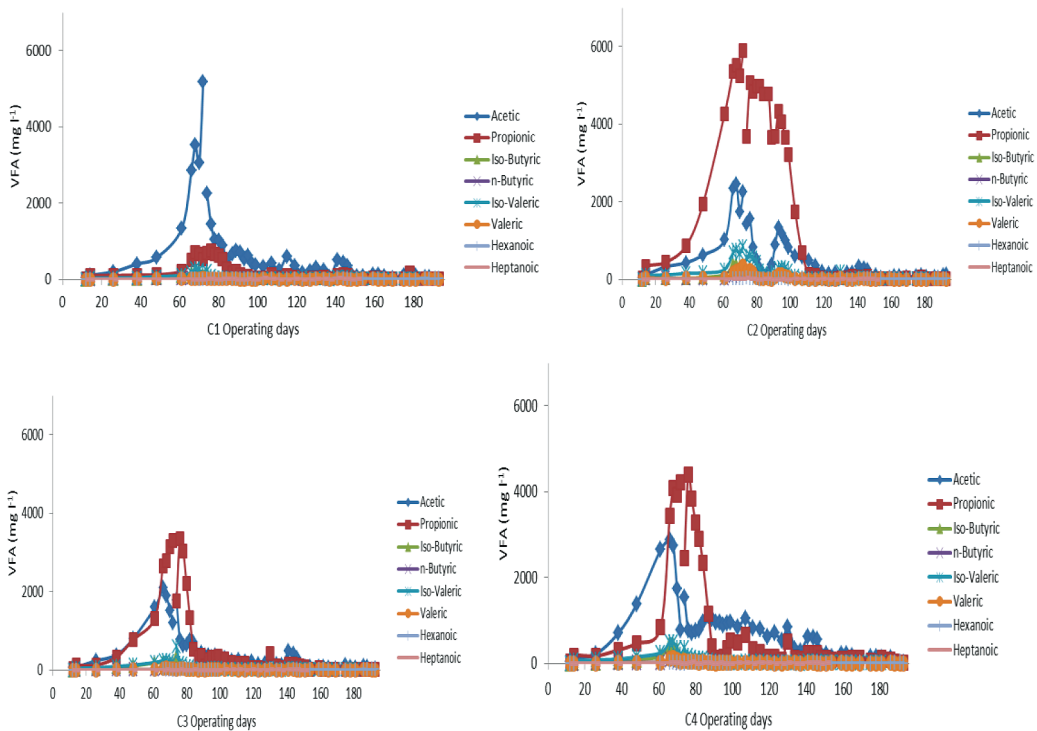 6000
4000
2000
0
VFA (mg l-1)
0 20 40 60 80 100 120 140 160 180
C1 Operating days
Acetic
Propionic
Iso-Butyric
n-Butyric
Iso-Valeric
Valeric
Hexanoic
Heptanoic
6000
4000
2000
0
VFA (mg l-1)
0 20 40 60 80 100 120 140 160 180
C2 Operating days
Acetic
Propionic
Iso-Butyric
n-Butyric
Iso-Valeric
Valeric
Hexanoic
Heptanoic
6000
4000
2000
0
VFA (mg l-1)
0 20 40 60 80 100 120 140 160 180
C3 Operating days
Acetic
Propionic
Iso-Butyric
n-Butyric
Iso-Valeric
Valeric
Hexanoic
Heptanoic
6000
4000
2000
0
VFA (mg l-1)
0 20 40 60 80 100 120 140 160 180
C4 Operating days
Acetic
Propionic
Iso-Butyric
n-Butyric
Iso-Valeric
Valeric
Hexanoic
Heptanoic